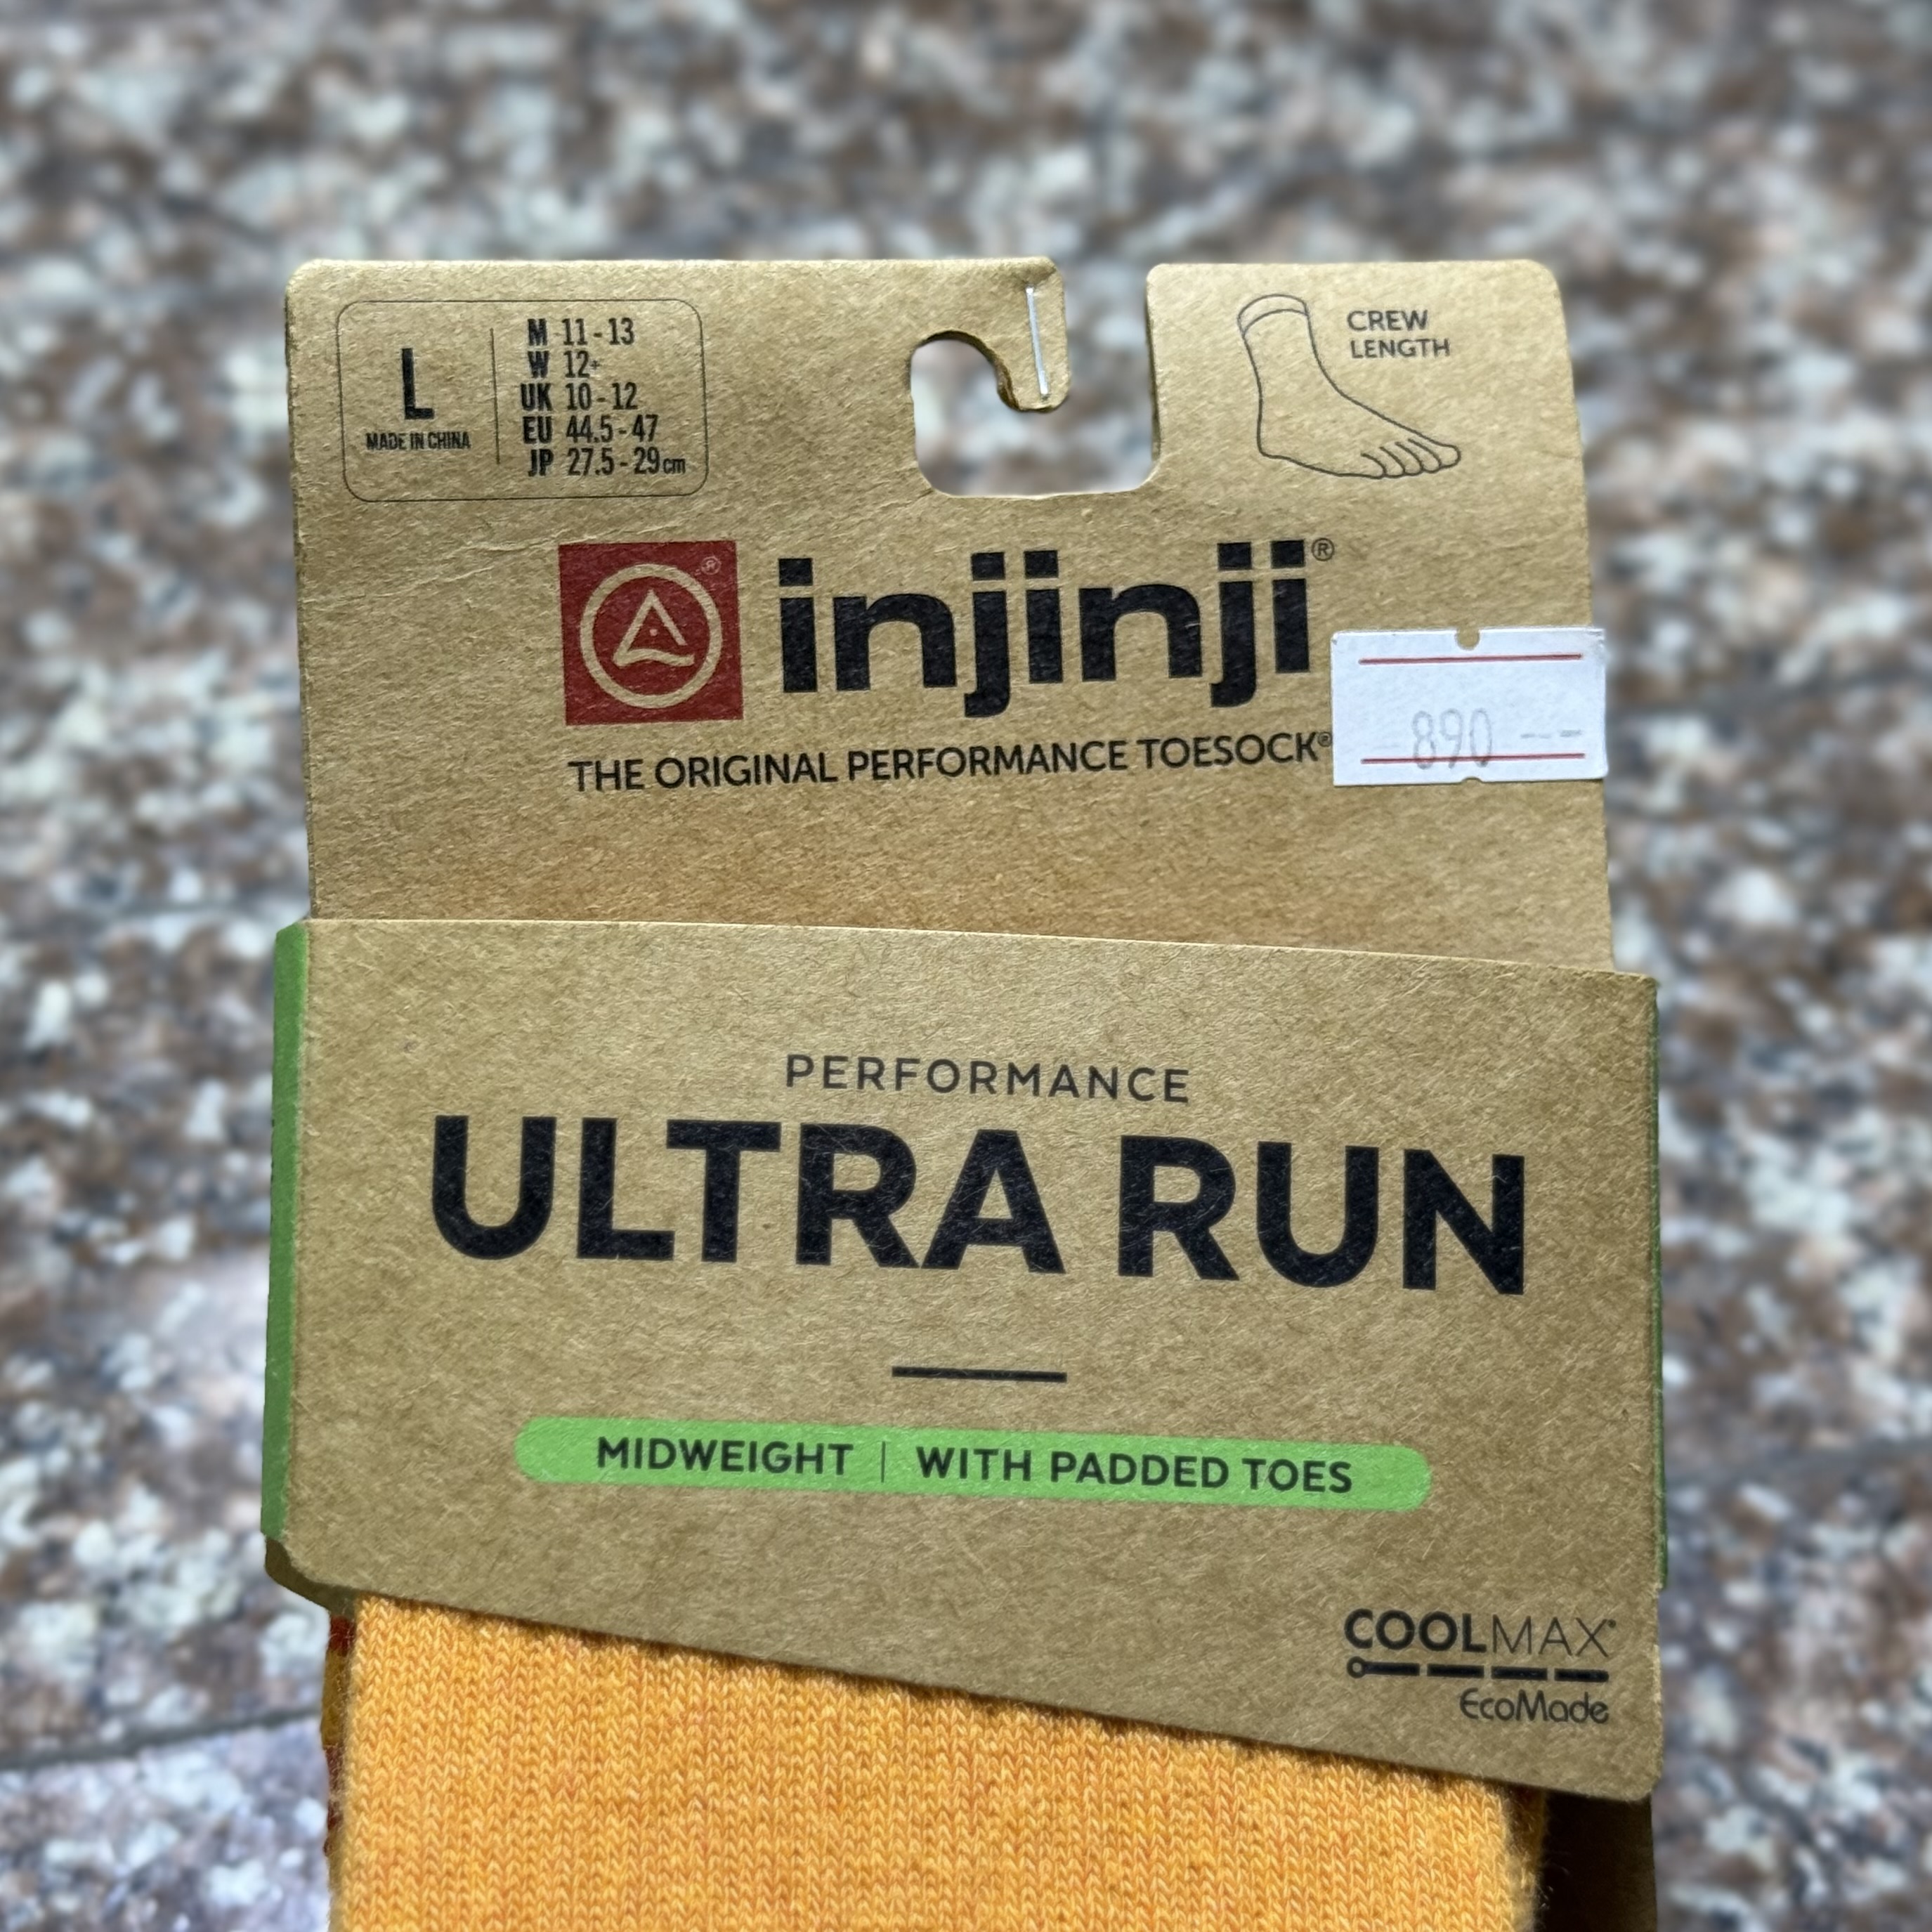 L
MADE IN CHINA
M 11-13
W 12+
UK 10-12
EU 44.5-47
JP 27.5-29cm
CREW
LENGTH
injinji®
THE ORIGINAL PERFORMANCE TOESOCK®
890 --
PERFORMANCE
ULTRA RUN
MIDWEIGHT | WITH PADDED TOES
COOLMAX®
EcoMade